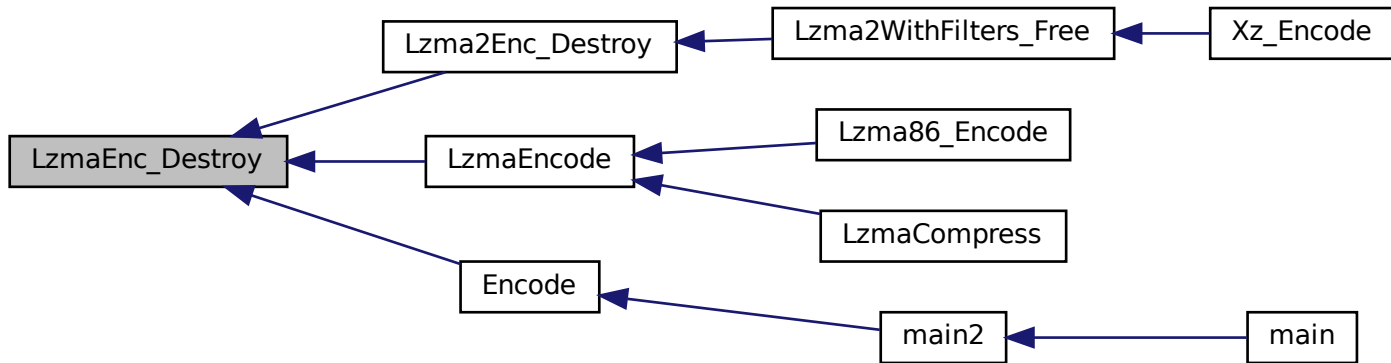 Lzma2Enc_Destroy
Lzma2WithFilters_Free
Xz_Encode
LzmaEnc_Destroy
LzmaEncode
Lzma86_Encode
LzmaCompress
Encode
main2
main